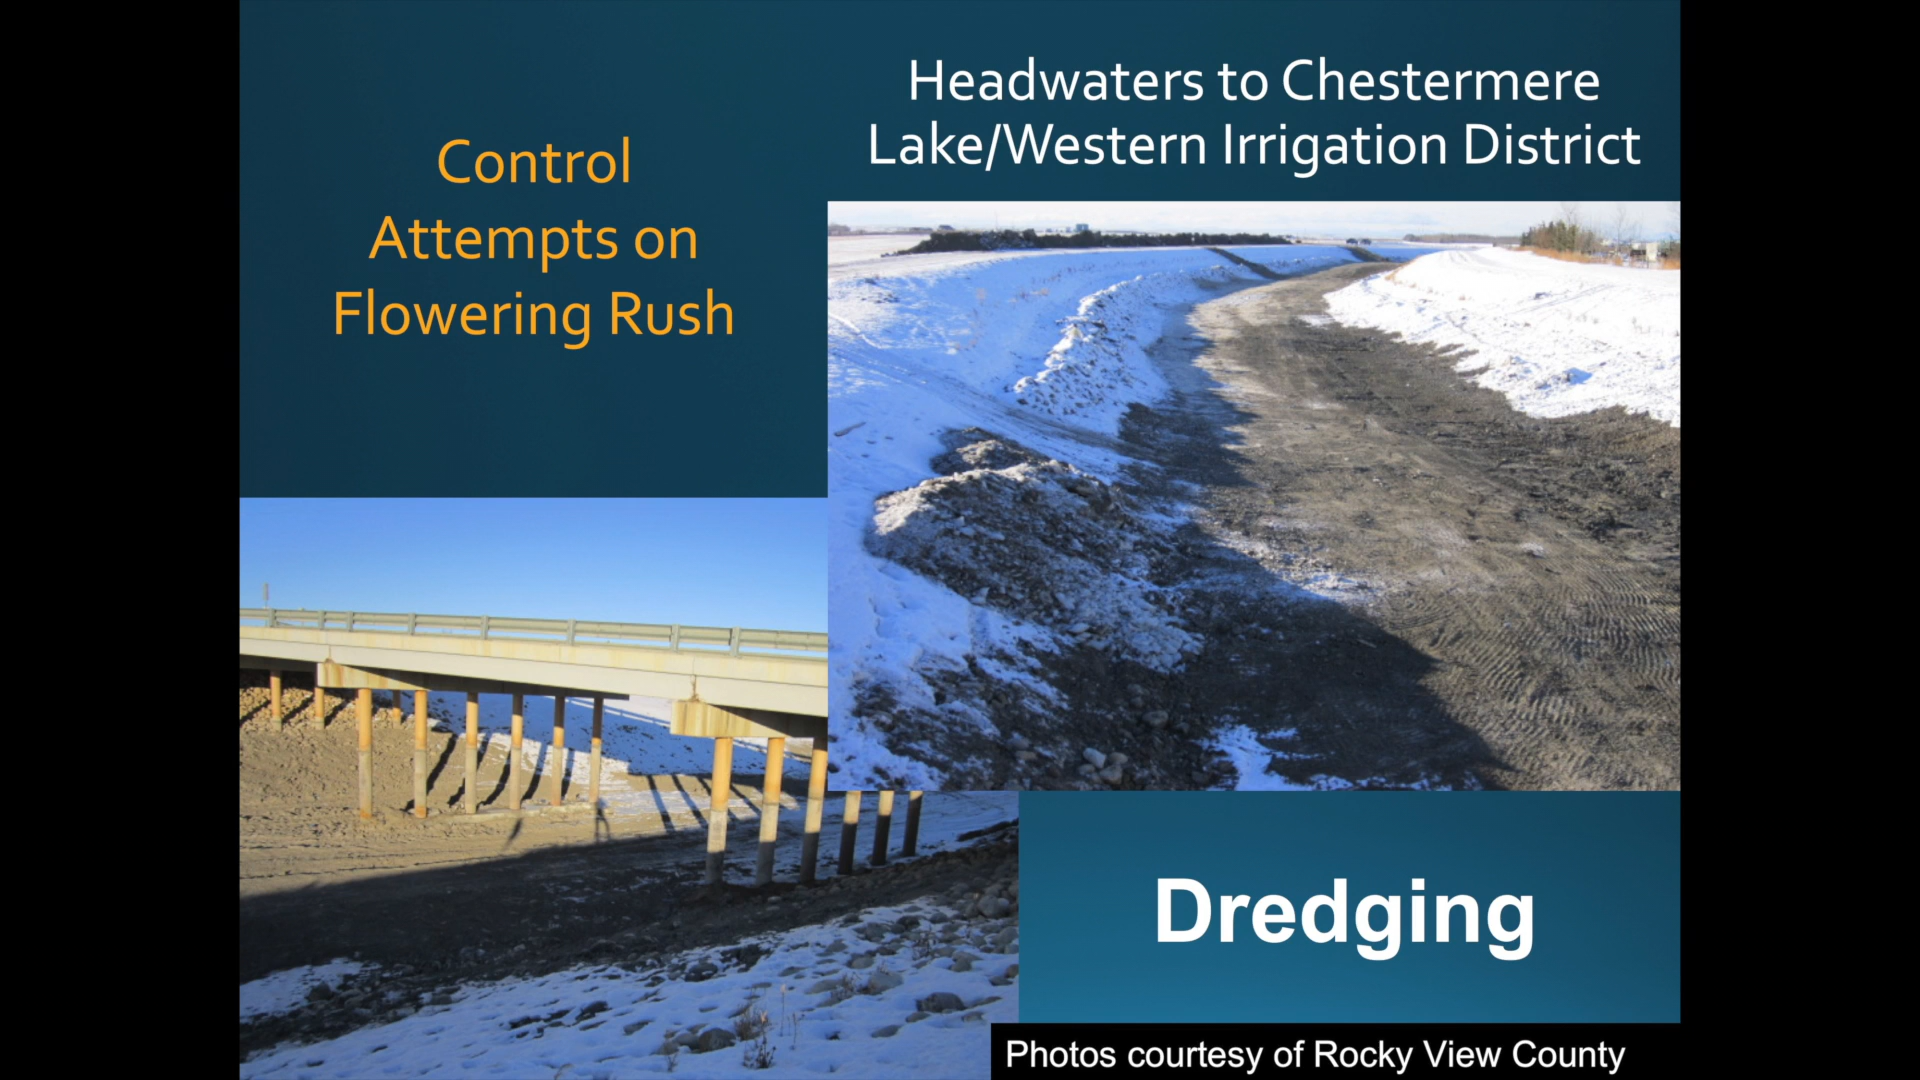 Control
Attempts on
Flowering Rush
Headwaters to Chestermere
Lake/Western Irrigation District
Dredging
Photos courtesy of Rocky View County